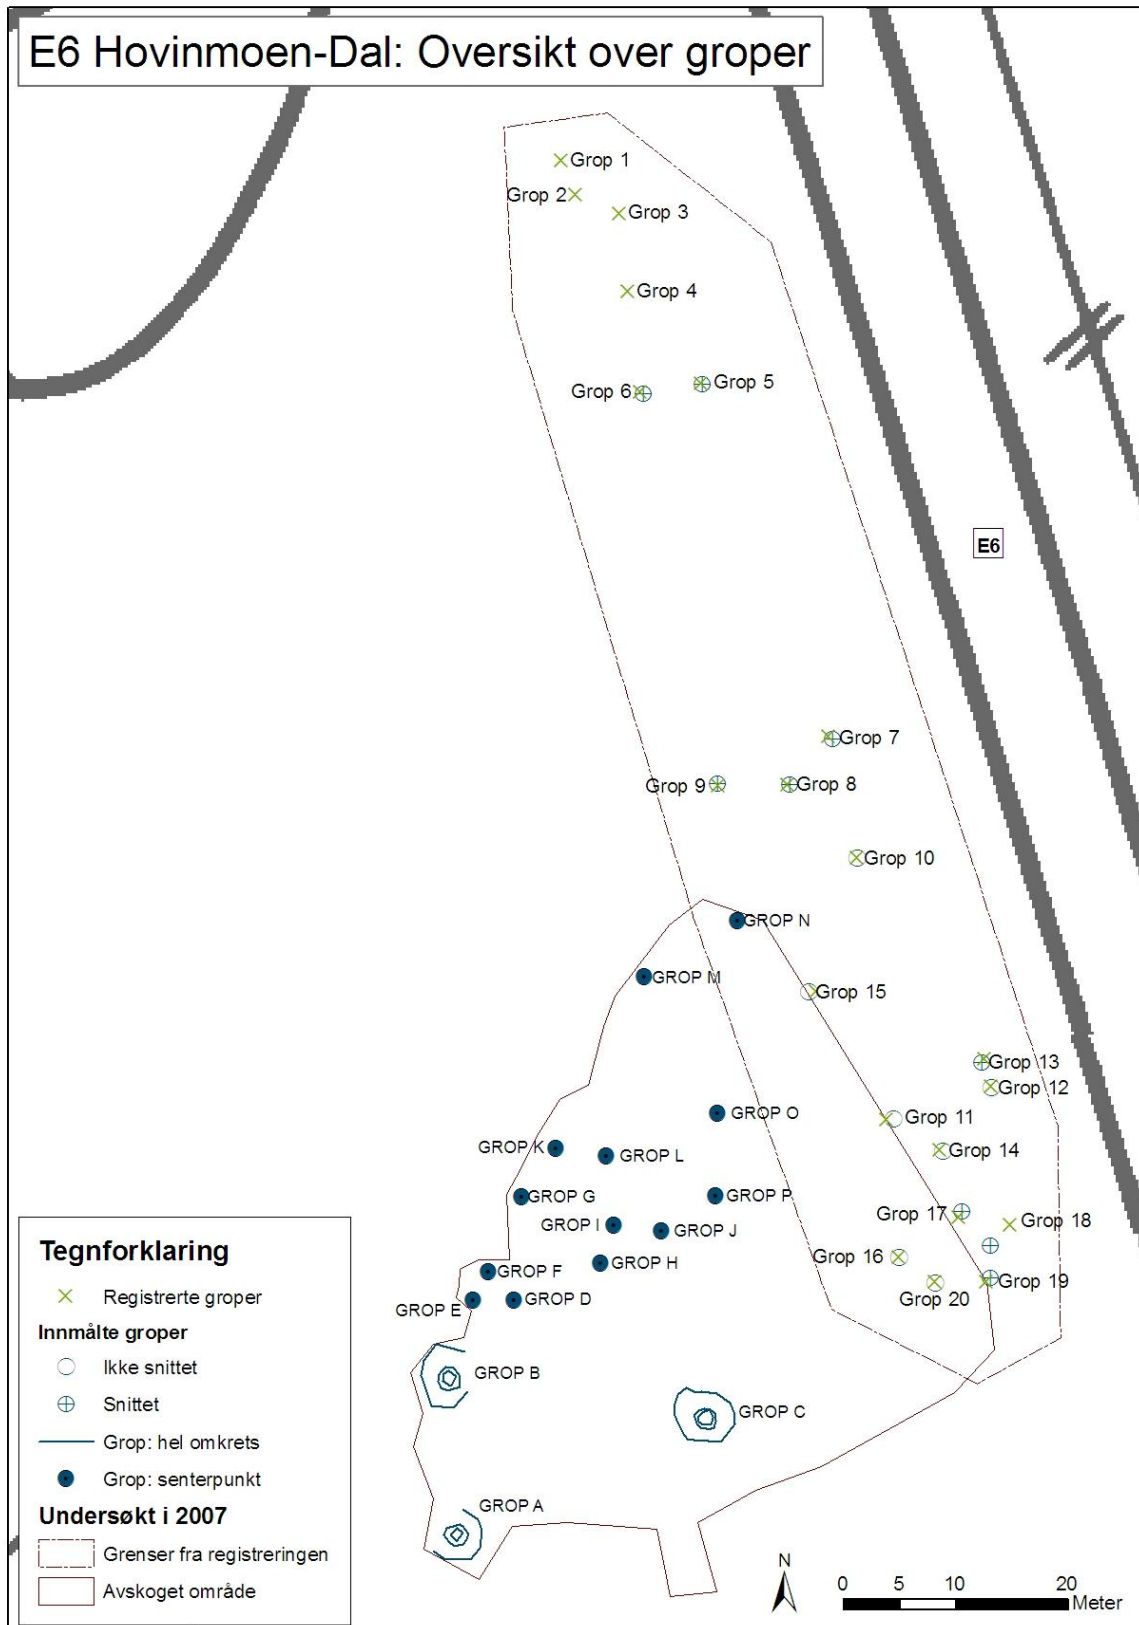 E6 Hovinmoen-Dal: Oversikt over groper
Grop 1
Grop 2
Grop 3
Grop 4
Grop 5
Grop 6
E6
Grop 7
Grop 9
Grop 8
Grop 10
GROP N
GROP M
Grop 15
Grop 13
Grop 12
GROP O
Grop 11
GROP K
GROP L
Grop 14
GROP G
GROP P
GROP I
GROP J
Grop 17
Grop 18
GROP H
Grop 16
GROP F
Grop 19
GROP E
GROP D
Grop 20
GROP B
GROP C
GROP A
Tegnforklaring
Registrerte groper
Innmålte groper
Ikke snittet
Snittet
Grop: hel omkrets
Grop: senterpunkt
Undersøkt i 2007
Grenser fra registreringen
Avskoget område
N
0 5 10 20
Meter